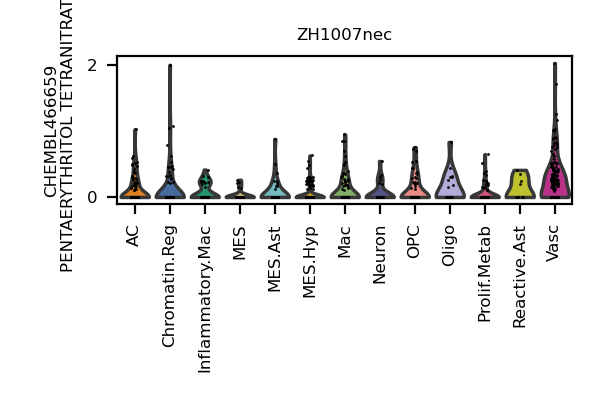 ZH1007nec
CHEMBL466659
PENTAERYTHRITOL TETRANITRAT
2
0
AC
Chromatin.Reg
Inflammatory.Mac
MES
MES.Ast
MES.Hyp
Mac
Neuron
OPC
Oligo
Prolif.Metab
Reactive.Ast
Vasc